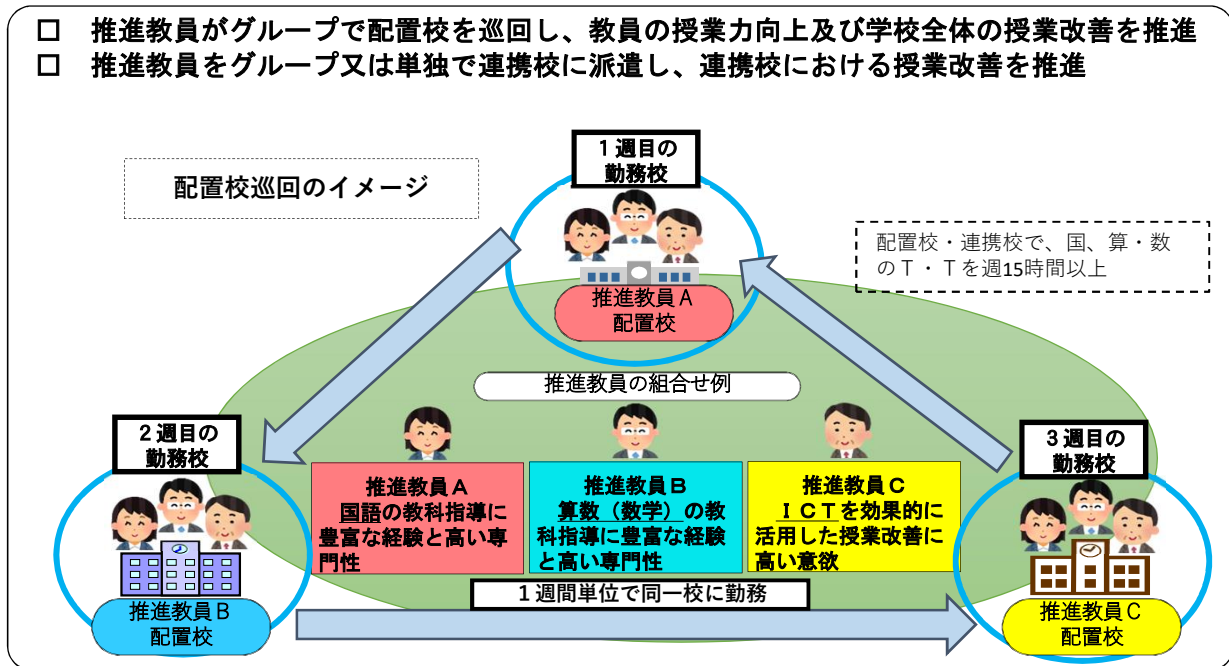 □ 推進教員がグループで配置校を巡回し、教員の授業力向上及び学校全体の授業改善を推進
□ 推進教員をグループ又は単独で連携校に派遣し、連携校における授業改善を推進
配置校巡回のイメージ
1週目の
勤務校
配置校・連携校で、国、算・数
のT・Tを週15時間以上
推進教員A
配置校
推進教員の組合せ例
2週目の
勤務校
3週目の
勤務校
推進教員A
国語の教科指導に
豊富な経験と高い専
門性
推進教員B
算数(数学)の教
科指導に豊富な経験
と高い専門性
推進教員C
ICTを効果的に
活用した授業改善に
高い意欲
1週間単位で同一校に勤務
推進教員B
配置校
推進教員C
配置校